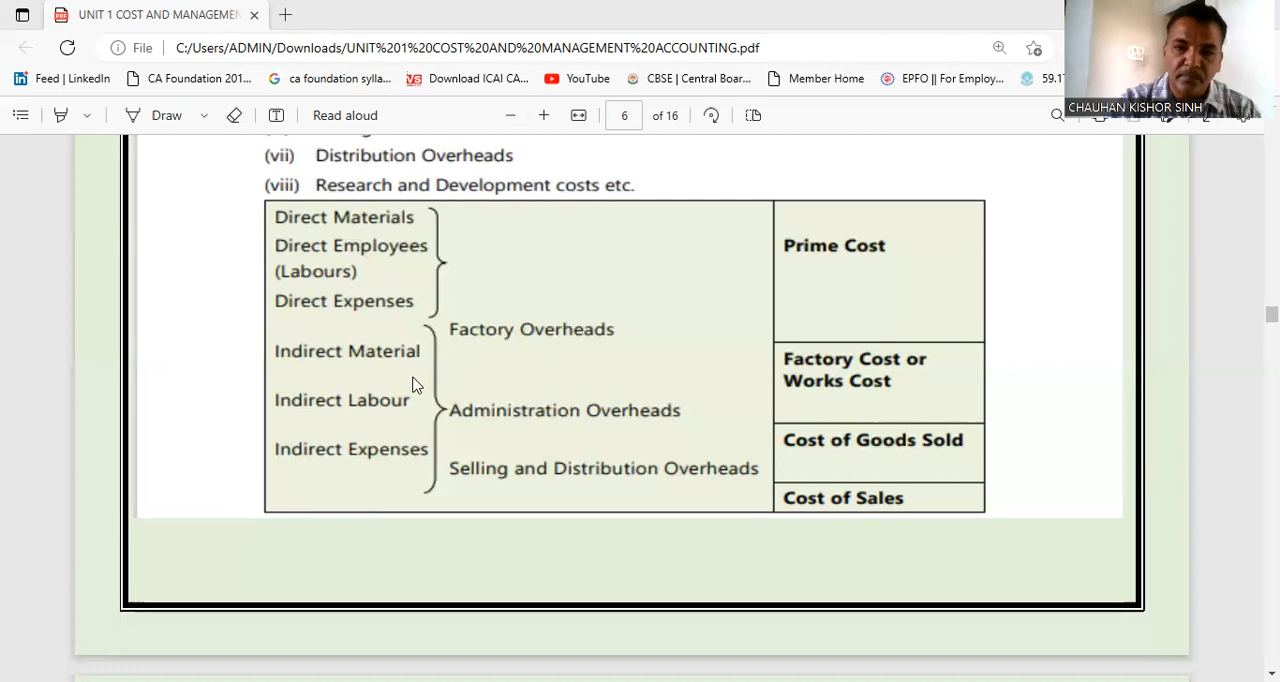 UNIT 1 COST AND MANAGEMEN
File C:/Users/ADMIN/Downloads/UNIT%201%20COST%20AND%20MANAGEMENT%20ACCOUNTING.pdf
Feed | LinkedIn CA Foundation 201... ca foundation sylla... Download ICAI CA... YouTube CBSE | Central Boar... Member Home EPFO || For Employ... 59.1
CHAUHAN KISHOR SINH
Draw Read aloud 6 of 16
(vii) Distribution Overheads
(viii) Research and Development costs etc.
Direct Materials
Direct Employees
(Labours)
Direct Expenses
Prime Cost
Factory Overheads
Indirect Material
Factory Cost or
Works Cost
Indirect Labour
Administration Overheads
Cost of Goods Sold
Indirect Expenses
Selling and Distribution Overheads
Cost of Sales